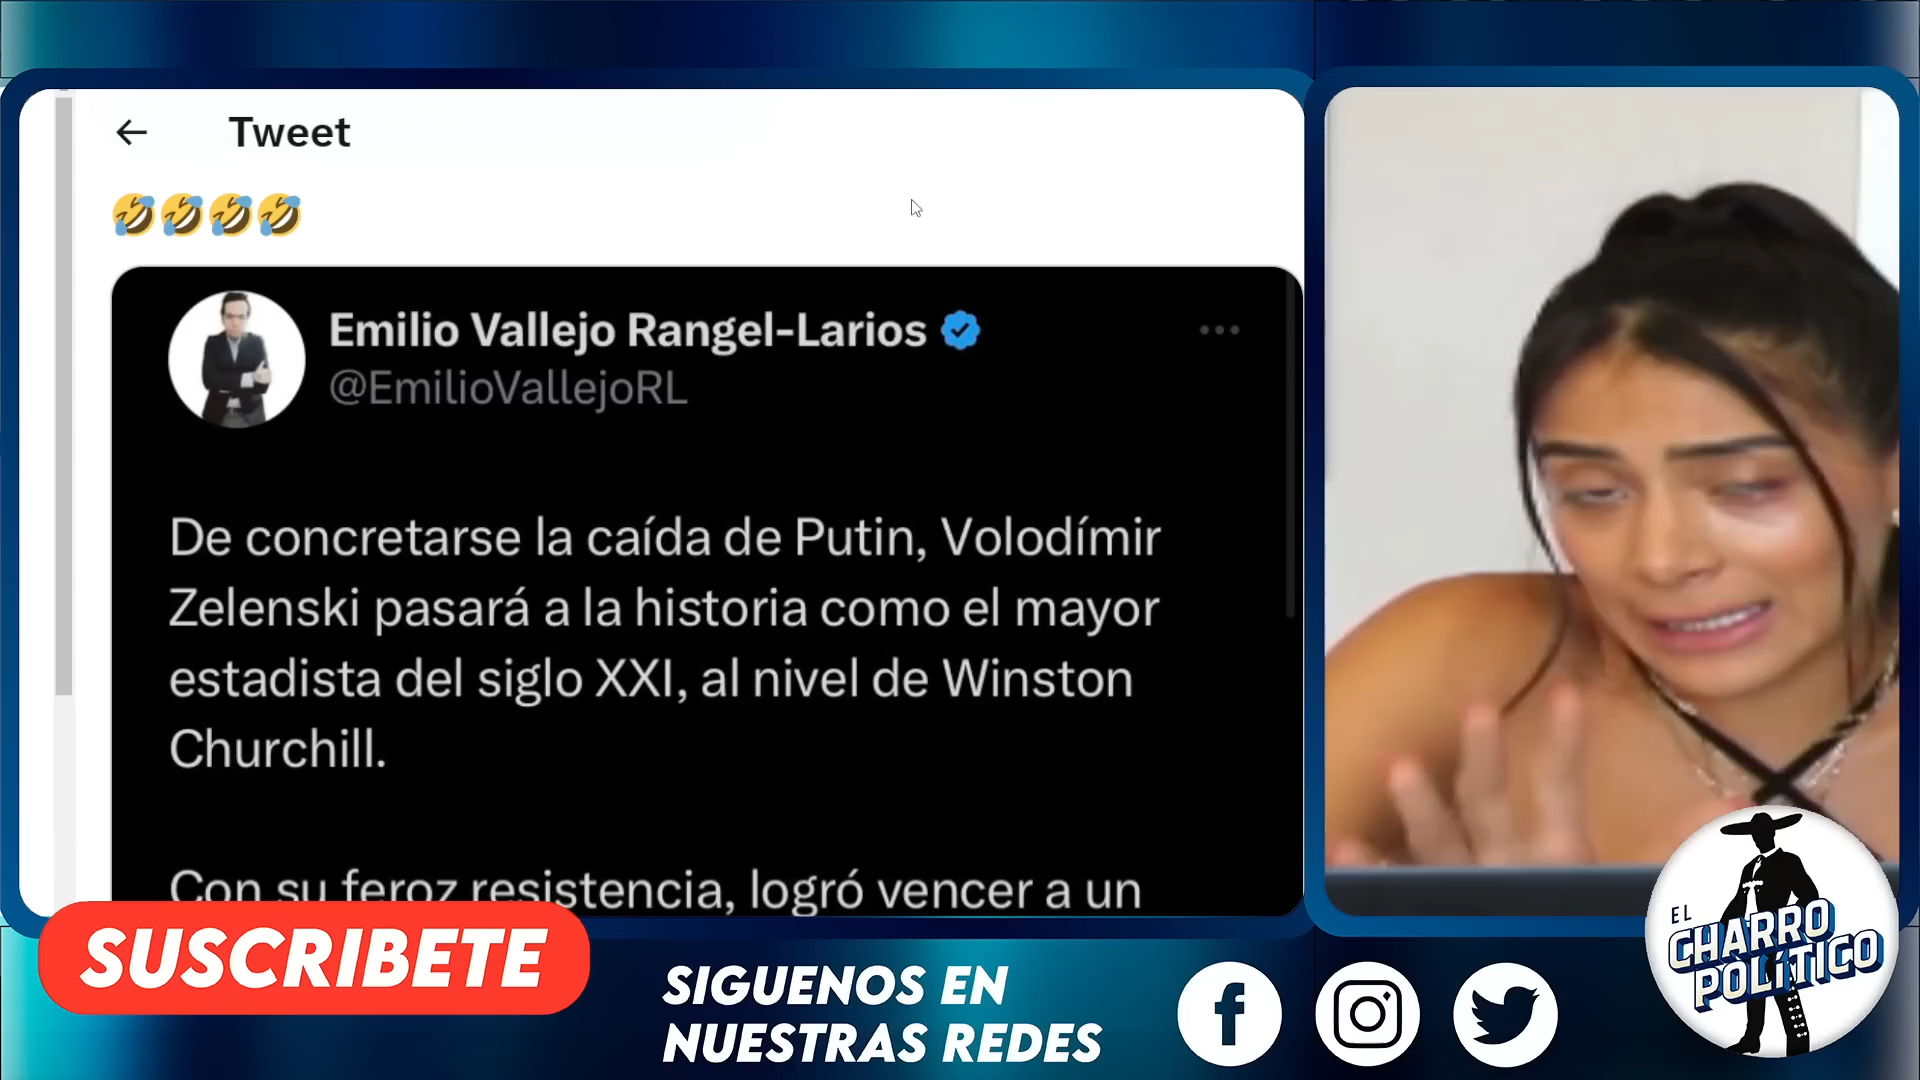 Tweet
🤣🤣🤣🤣
Emilio Vallejo Rangel-Larios
@EmilioVallejoRL
De concretarse la caída de Putin, Volodímir
Zelenski pasará a la historia como el mayor
estadista del siglo XXI, al nivel de Winston
Churchill.
Con su feroz resistencia, logró vencer a un
SUSCRIBETE
SIGUENOS EN
NUESTRAS REDES
EL
CHARRO
POLÍTICO